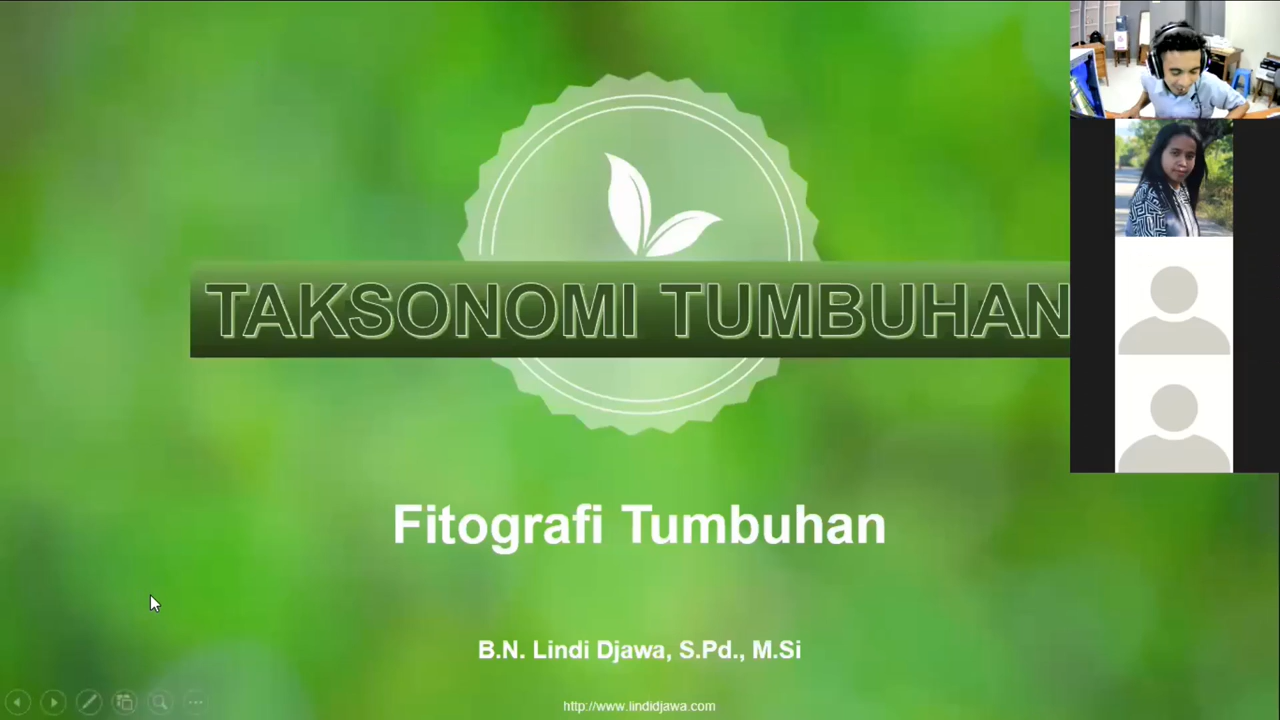 TAKSONOMI TUMBUHAN
Fitografi Tumbuhan
B.N. Lindi Djawa, S.Pd., M.Si
http://www.lindidjawa.com